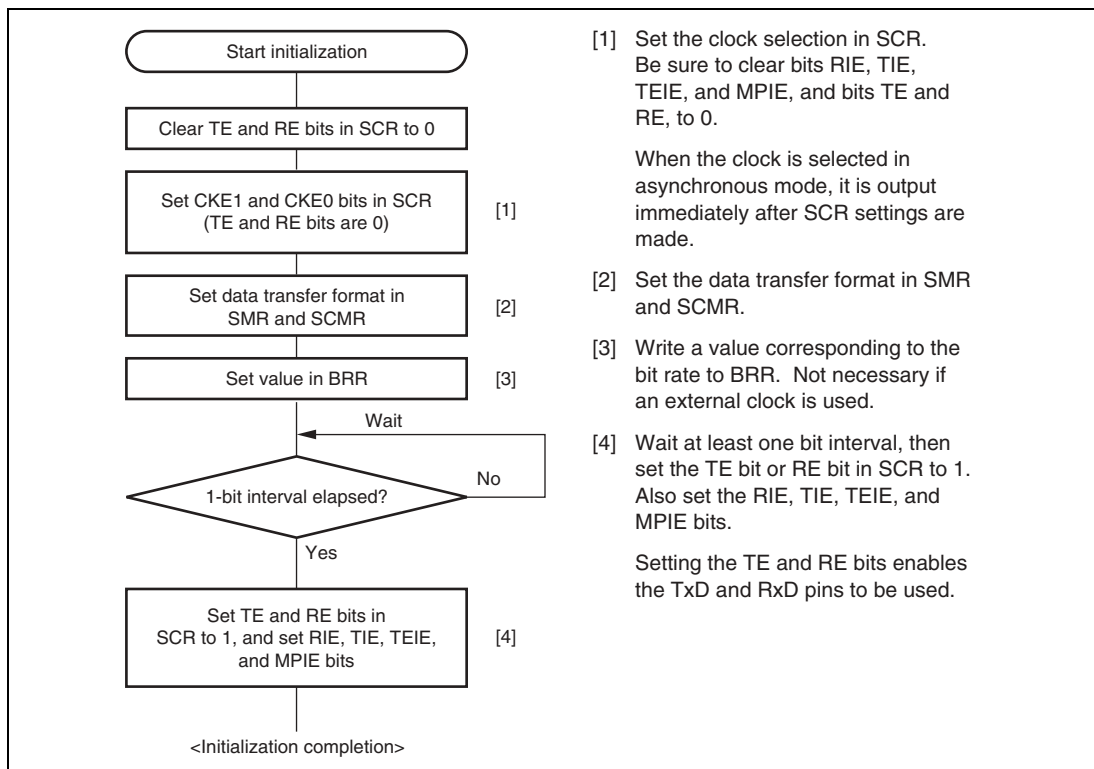 Start initialization
Clear TE and RE bits in SCR to 0
Set CKE1 and CKE0 bits in SCR
(TE and RE bits are 0)
[1]
Set data transfer format in
SMR and SCMR
[2]
Set value in BRR
[3]
Wait
No
1-bit interval elapsed?
Yes
Set TE and RE bits in
SCR to 1, and set RIE, TIE, TEIE,
and MPIE bits
[4]
<Initialization completion>
[1] Set the clock selection in SCR.
Be sure to clear bits RIE, TIE,
TEIE, and MPIE, and bits TE and
RE, to 0.
When the clock is selected in
asynchronous mode, it is output
immediately after SCR settings are
made.
[2] Set the data transfer format in SMR
and SCMR.
[3] Write a value corresponding to the
bit rate to BRR. Not necessary if
an external clock is used.
[4] Wait at least one bit interval, then
set the TE bit or RE bit in SCR to 1.
Also set the RIE, TIE, TEIE, and
MPIE bits.
Setting the TE and RE bits enables
the TxD and RxD pins to be used.